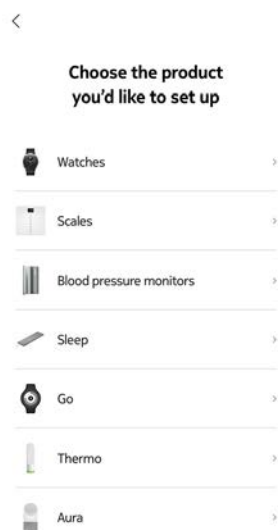 Choose the product
you'd like to set up
Watches
Scales
Blood pressure monitors
Sleep
Go
Thermo
Aura